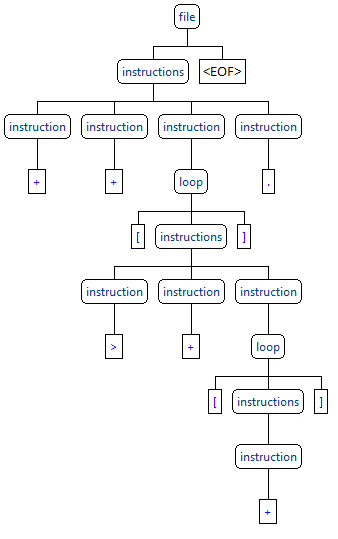 file
instructions <EOF>
instruction instruction instruction instruction
+ + loop .
[ instructions ]
instruction instruction instruction
> + loop
[ instructions ]
instruction
+